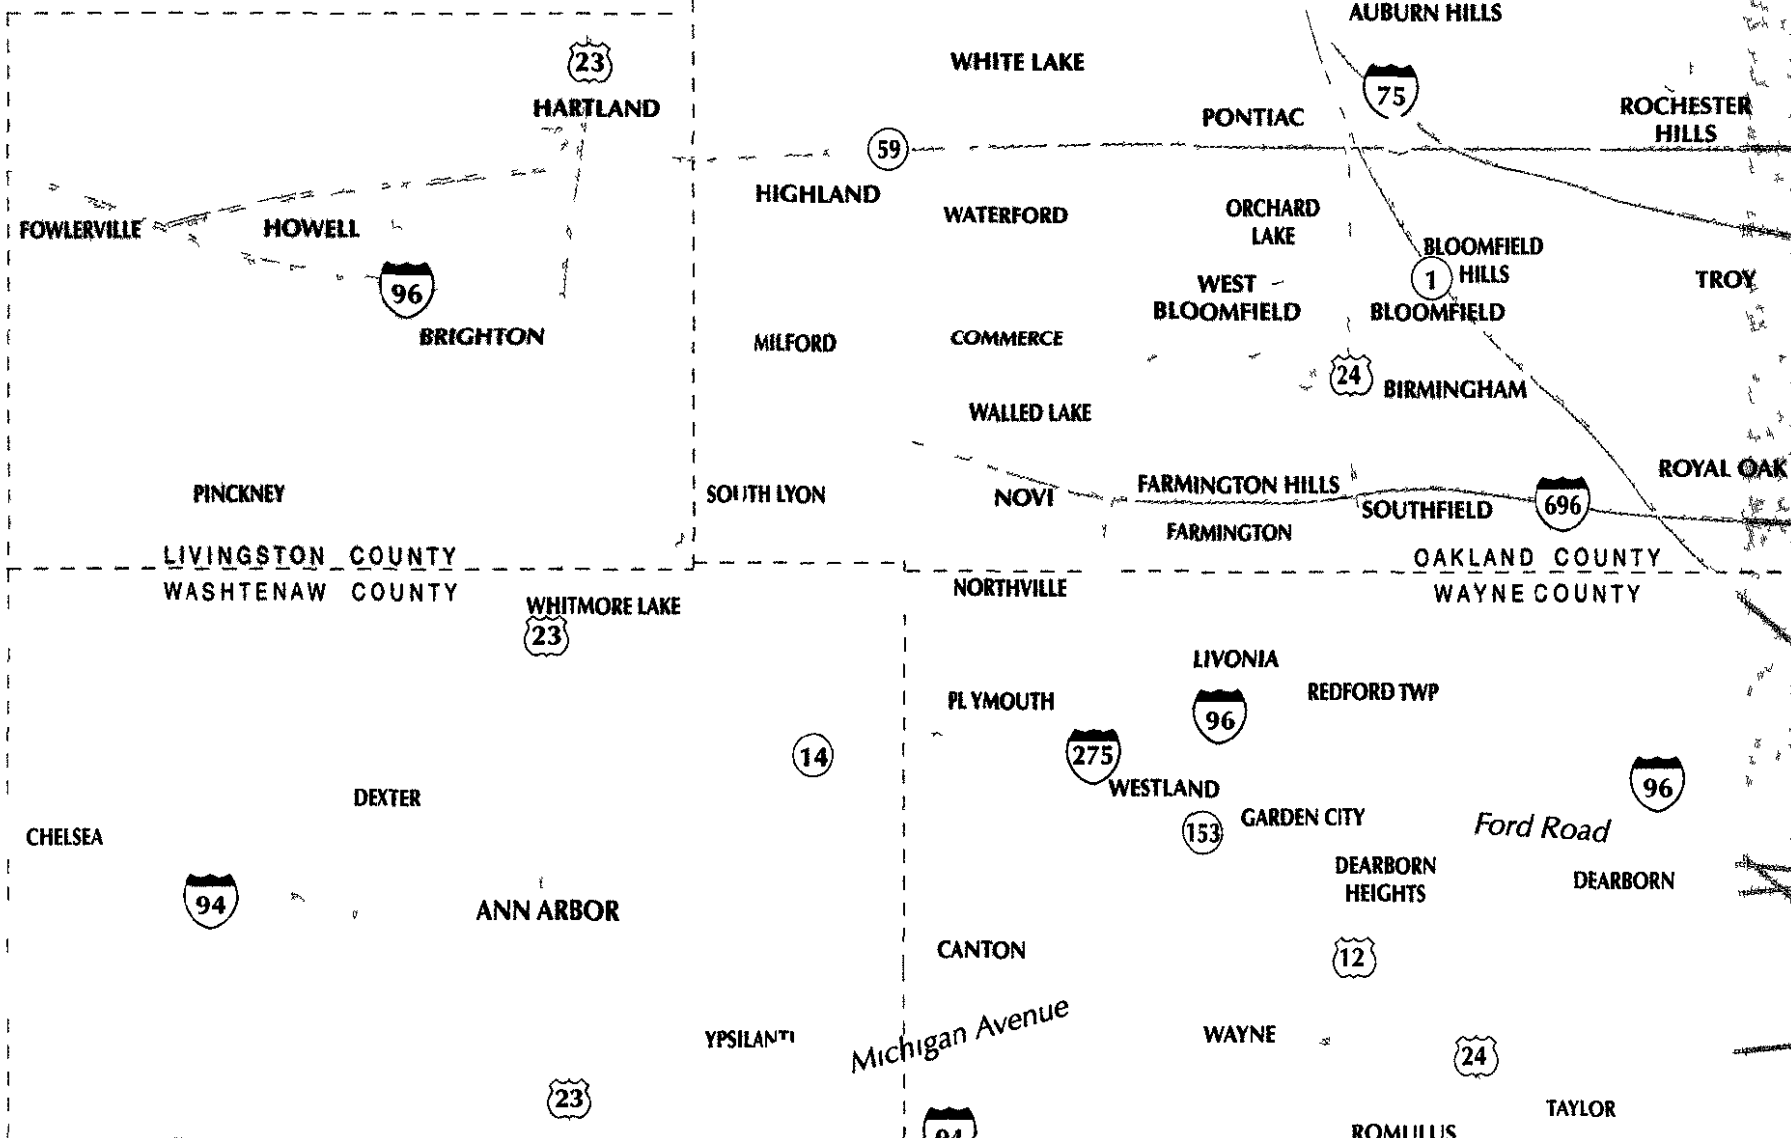 AUBURN HILLS
23
WHITE LAKE
75
HARTLAND
PONTIAC
ROCHESTER
HILLS
59
HIGHLAND
WATERFORD
ORCHARD
LAKE
FOWLERVILLE
HOWELL
BLOOMFIELD
HILLS
1
TROY
WEST
BLOOMFIELD
BLOOMFIELD
96
BRIGHTON
MILFORD
COMMERCE
24
BIRMINGHAM
WALLED LAKE
ROYAL OAK
PINCKNEY
SOUTH LYON
NOVI
FARMINGTON HILLS
696
SOUTHFIELD
FARMINGTON
LIVINGSTON COUNTY
OAKLAND COUNTY
WASHTENAW COUNTY
WAYNE COUNTY
NORTHVILLE
WHITMORE LAKE
23
LIVONIA
PLYMOUTH
REDFORD TWP
96
14
275
WESTLAND
96
DEXTER
153
GARDEN CITY
Ford Road
CHELSEA
DEARBORN
HEIGHTS
DEARBORN
94
ANN ARBOR
CANTON
12
Michigan Avenue
YPSILANTI
WAYNE
24
23
TAYLOR
94
ROMULUS